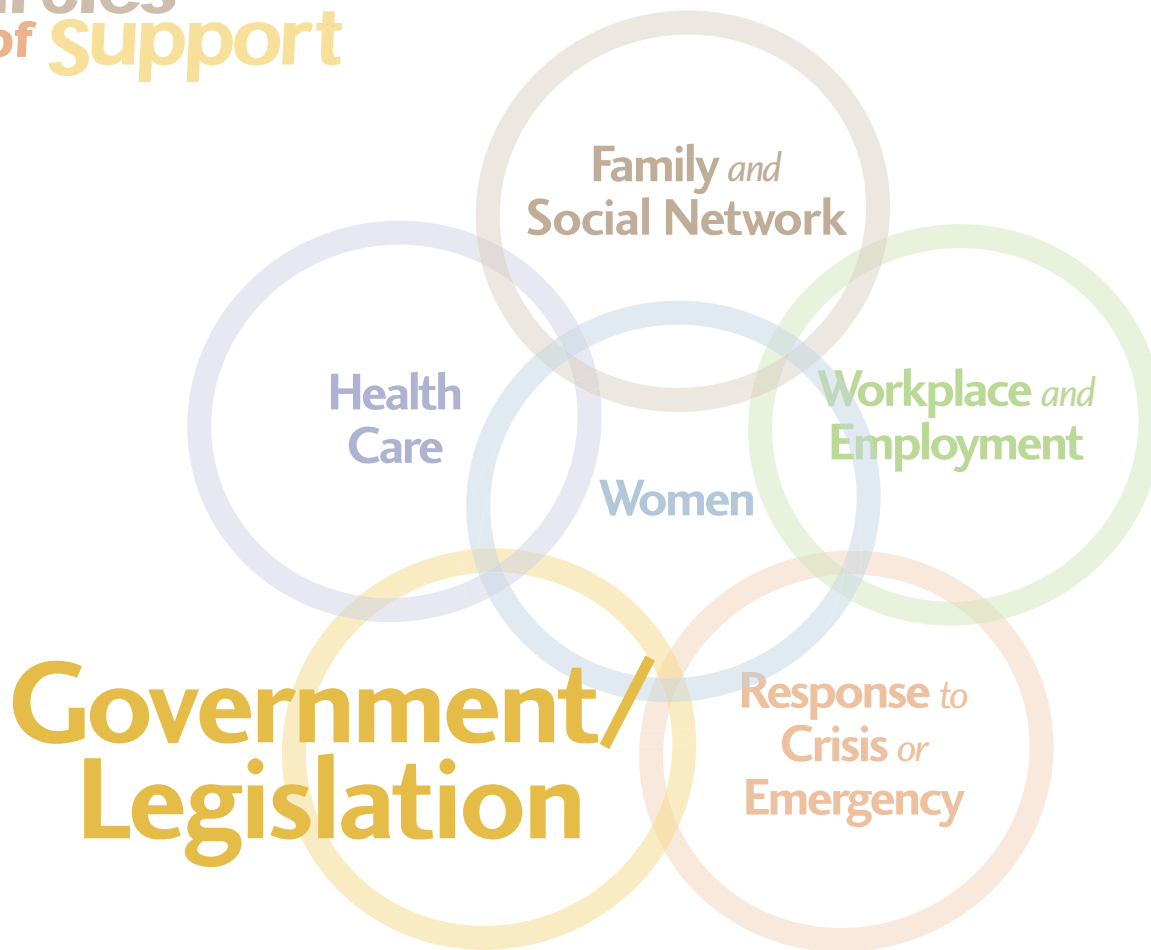 of Support
Family and
Social Network
Health
Care
Workplace and
Employment
Women
Government/
Legislation
Response to
Crisis or
Emergency